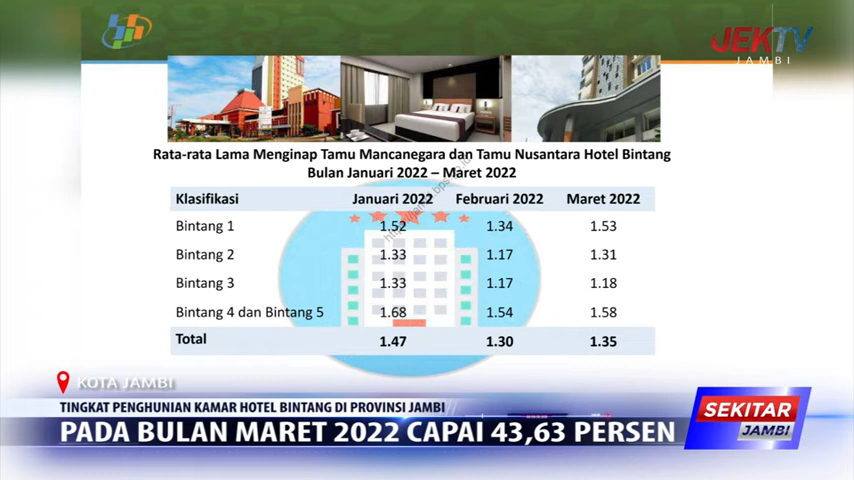 JEKTV
JAMBI
Rata-rata Lama Menginap Tamu Mancanegara dan Tamu Nusantara Hotel Bintang
Bulan Januari 2022 – Maret 2022
Klasifikasi Januari 2022 Februari 2022 Maret 2022
Bintang 1 1.52 1.34 1.53
Bintang 2 1.33 1.17 1.31
Bintang 3 1.33 1.17 1.18
Bintang 4 dan Bintang 5 1.68 1.54 1.58
Total 1.47 1.30 1.35
KOTA JAMBI
TINGKAT PENGHUNIAN KAMAR HOTEL BINTANG DI PROVINSI JAMBI
PADA BULAN MARET 2022 CAPAI 43,63 PERSEN
SEKITAR
JAMBI